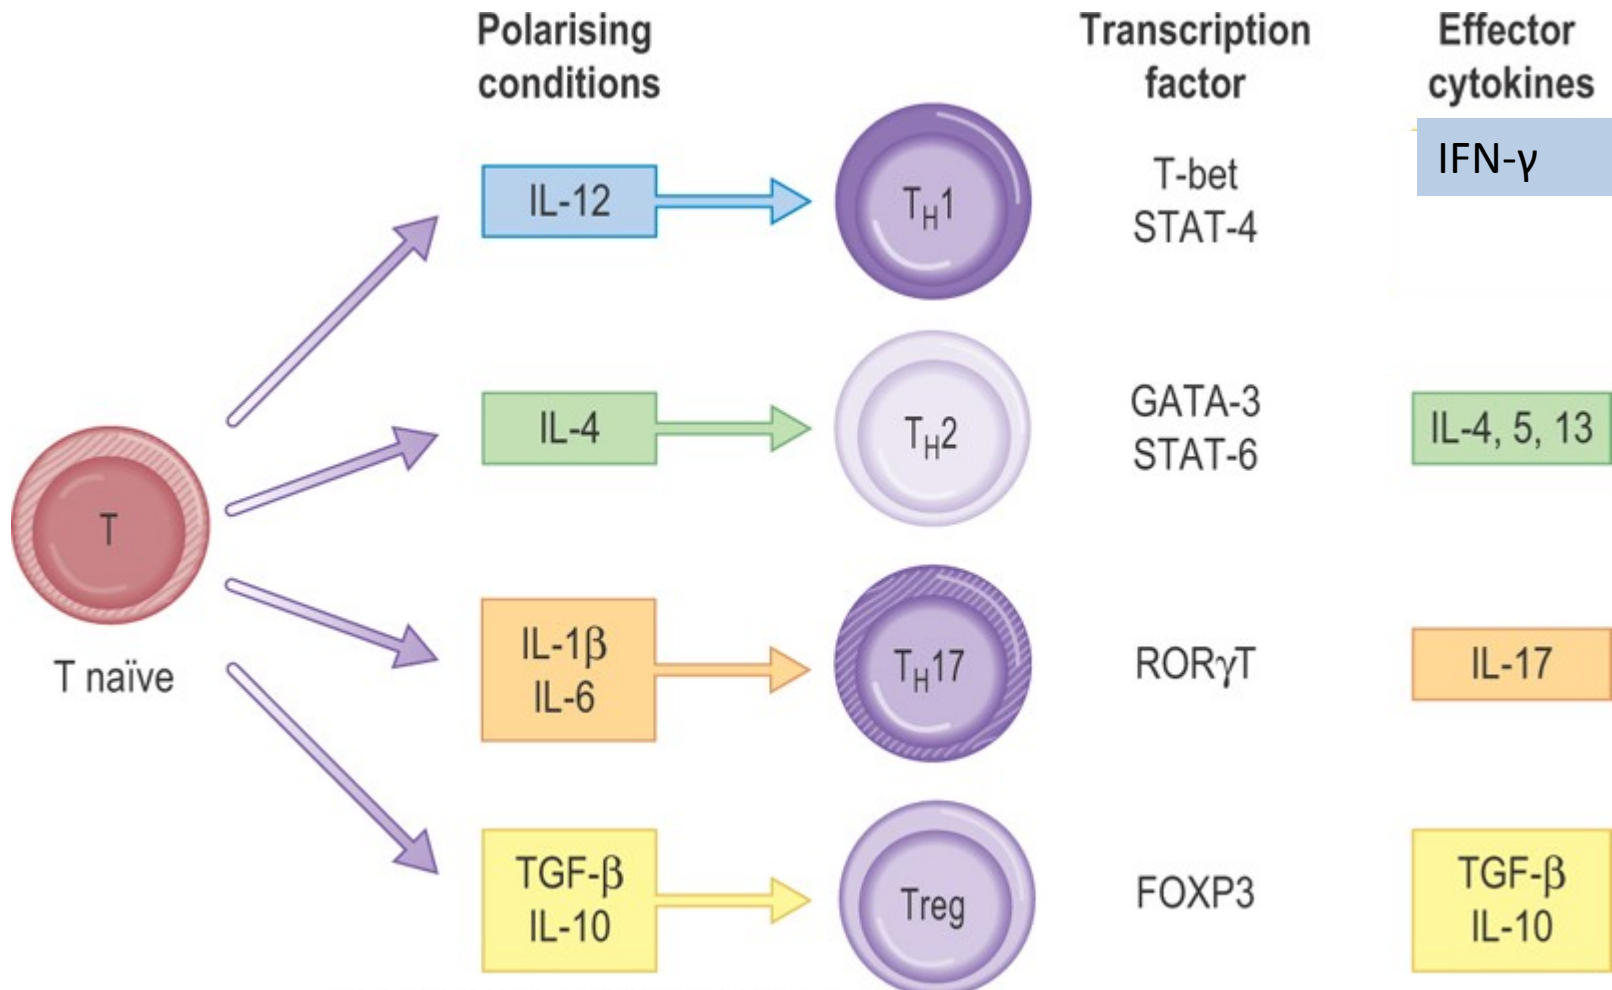 Polarising
conditions
Transcription
factor
Effector
cytokines
IL-12
TH1
T-bet
STAT-4
IFN-γ
IL-4
TH2
GATA-3
STAT-6
IL-4, 5, 13
T
T naïve
IL-1β
IL-6
TH17
RORγT
IL-17
TGF-β
IL-10
Treg
FOXP3
TGF-β
IL-10